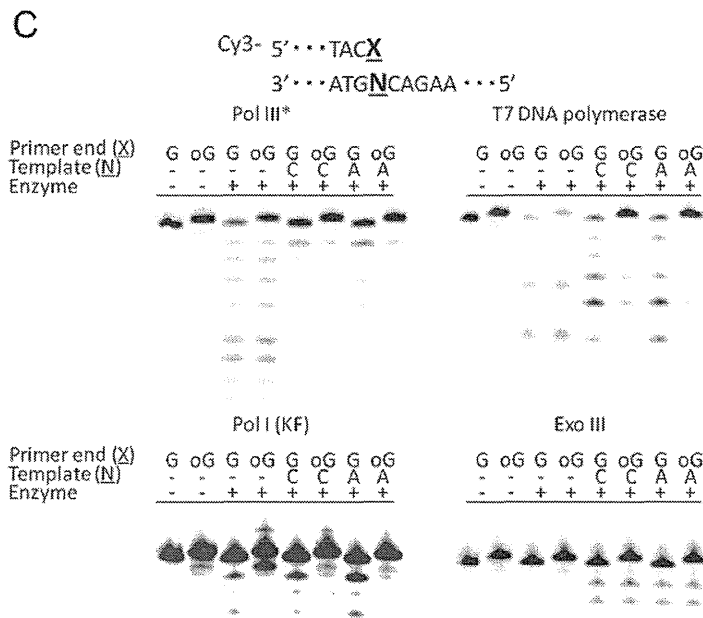 C
Cy3- 5′···TACX
3′···ATGNCAGAA···5′
Pol III*
T7 DNA polymerase
Primer end (X) G oG G oG G oG G oG
Template (N) - - - - C C A A
Enzyme - - + + + + + +
G oG G oG G oG G oG
- - - - C C A A
- - + + + + + +
Pol I (KF)
Exo III
Primer end (X) G oG G oG G oG G oG
Template (N) - - - - C C A A
Enzyme - - + + + + + +
G oG G oG G oG G oG
- - - - C C A A
- - + + + + + +